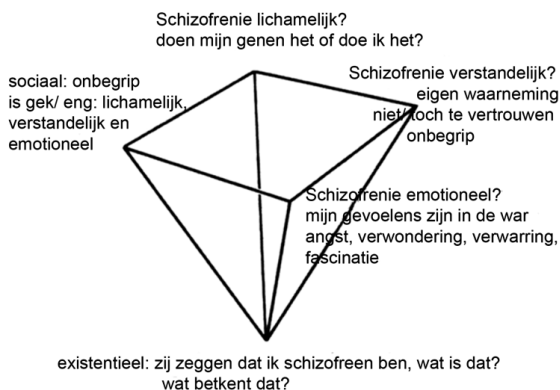 Schizofrenie lichamelijk?
doen mijn genen het of doe ik het?
sociaal: onbegrip
is gek/ eng: lichamelijk,
verstandelijk en
emotioneel
Schizofrenie verstandelijk?
eigen waarneming
niet/toch te vertrouwen
onbegrip
Schizofrenie emotioneel?
mijn gevoelens zijn in de war
angst, verwondering, verwarring,
fascinatie
existentieel: zij zeggen dat ik schizofreen ben, wat is dat?
wat betkent dat?